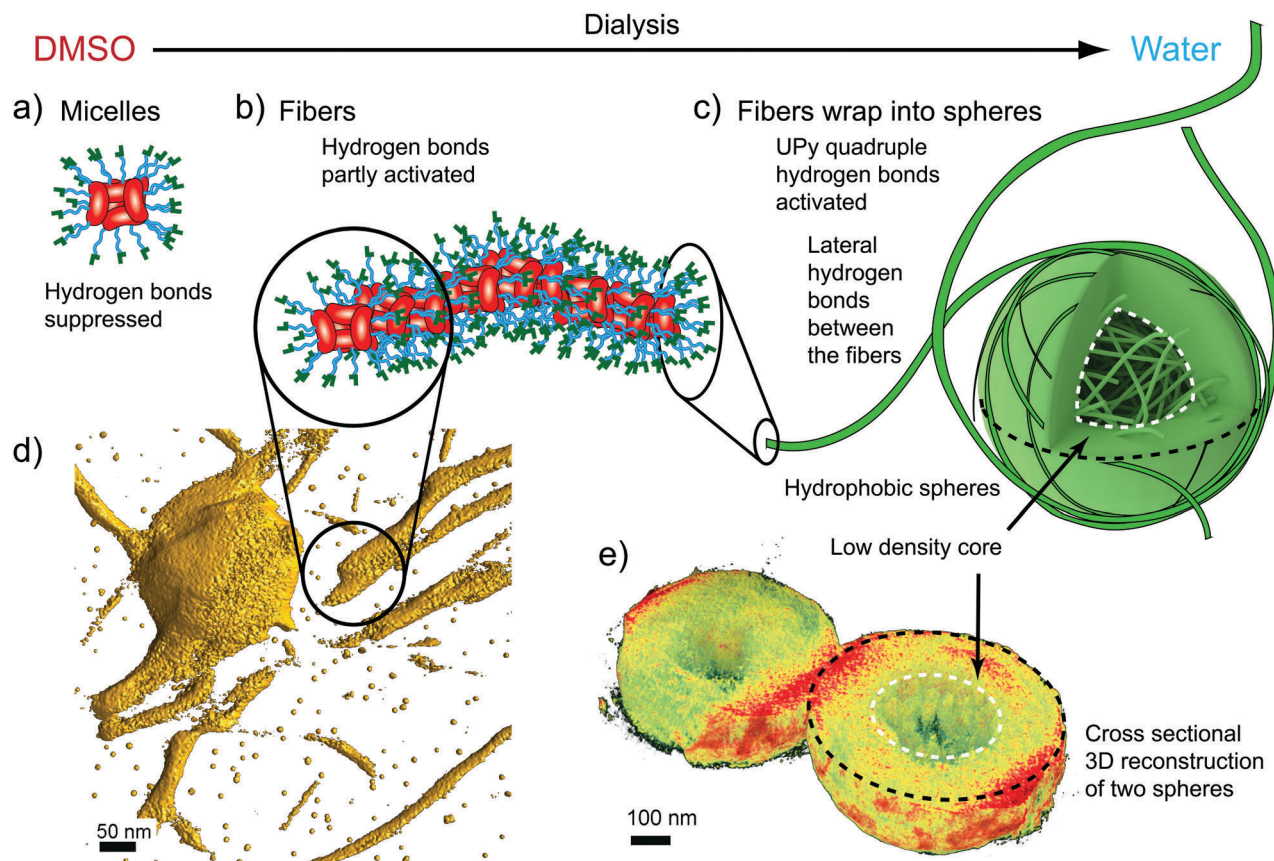 Dialysis
DMSO
Water
a) Micelles
b) Fibers
c) Fibers wrap into spheres
Hydrogen bonds
partly activated
UPy quadruple
hydrogen bonds
activated
Lateral
hydrogen
bonds
between
the fibers
Hydrogen bonds
suppressed
d)
Hydrophobic spheres
Low density core
e)
Cross sectional
3D reconstruction
of two spheres
50 nm
100 nm